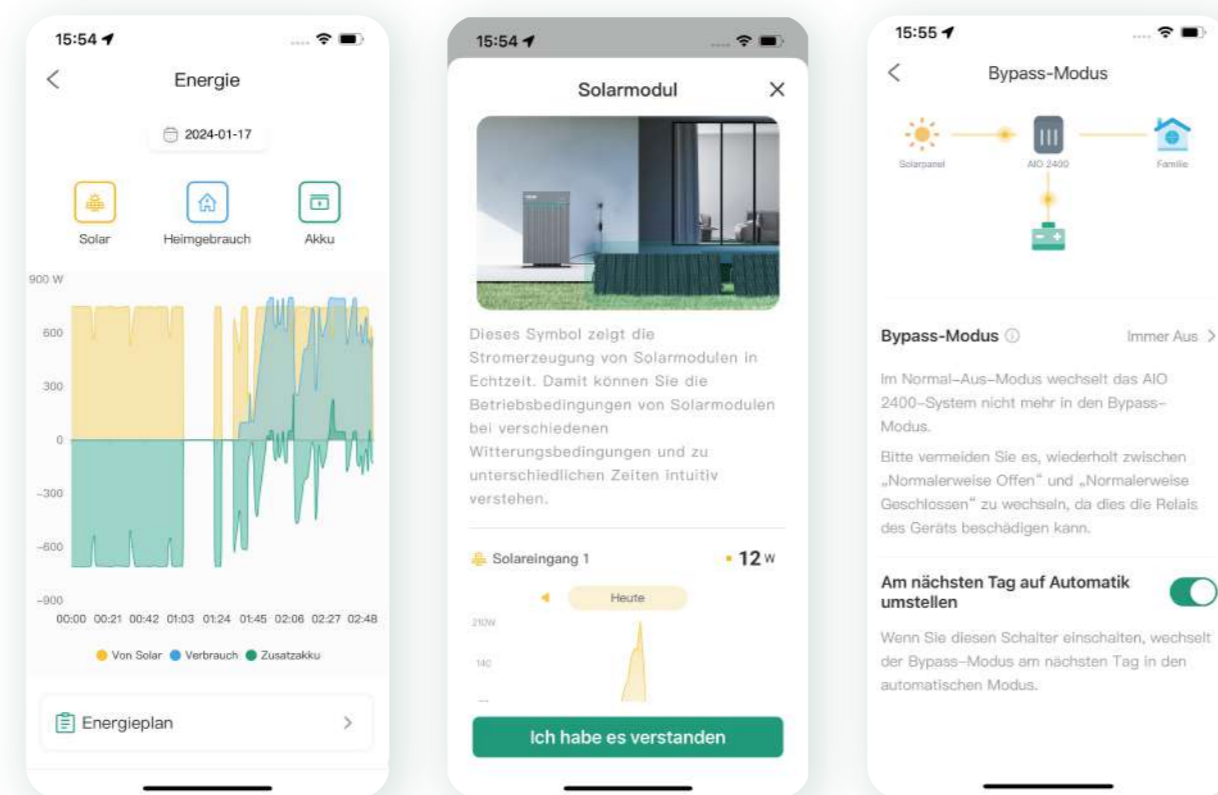 15:54
Energie
2024-01-17
Solar
Heimgebrauch
Akku
900 W
600
300
0
-300
-600
-900
00:00 00:21 00:42 01:03 01:24 01:45 02:06 02:27 02:48
Von Solar Verbrauch Zusatzakku
Energieplan
15:54
Solarmodul
Dieses Symbol zeigt die
Stromerzeugung von Solarmodulen in
Echtzeit. Damit können Sie die
Betriebsbedingungen von Solarmodulen
bei verschiedenen
Witterungsbedingungen und zu
unterschiedlichen Zeiten intuitiv
verstehen.
Solareingang 1
12 W
Heute
210W
140
Ich habe es verstanden
15:55
Bypass-Modus
Solarpanel
AIO 2400
Familie
Bypass-Modus
Immer Aus
Im Normal-Aus-Modus wechselt das AIO
2400-System nicht mehr in den Bypass-
Modus.
Bitte vermeiden Sie es, wiederholt zwischen
„Normalerweise Offen“ und „Normalerweise
Geschlossen“ zu wechseln, da dies die Relais
des Geräts beschädigen kann.
Am nächsten Tag auf Automatik
umstellen
Wenn Sie diesen Schalter einschalten, wechselt
der Bypass-Modus am nächsten Tag in den
automatischen Modus.